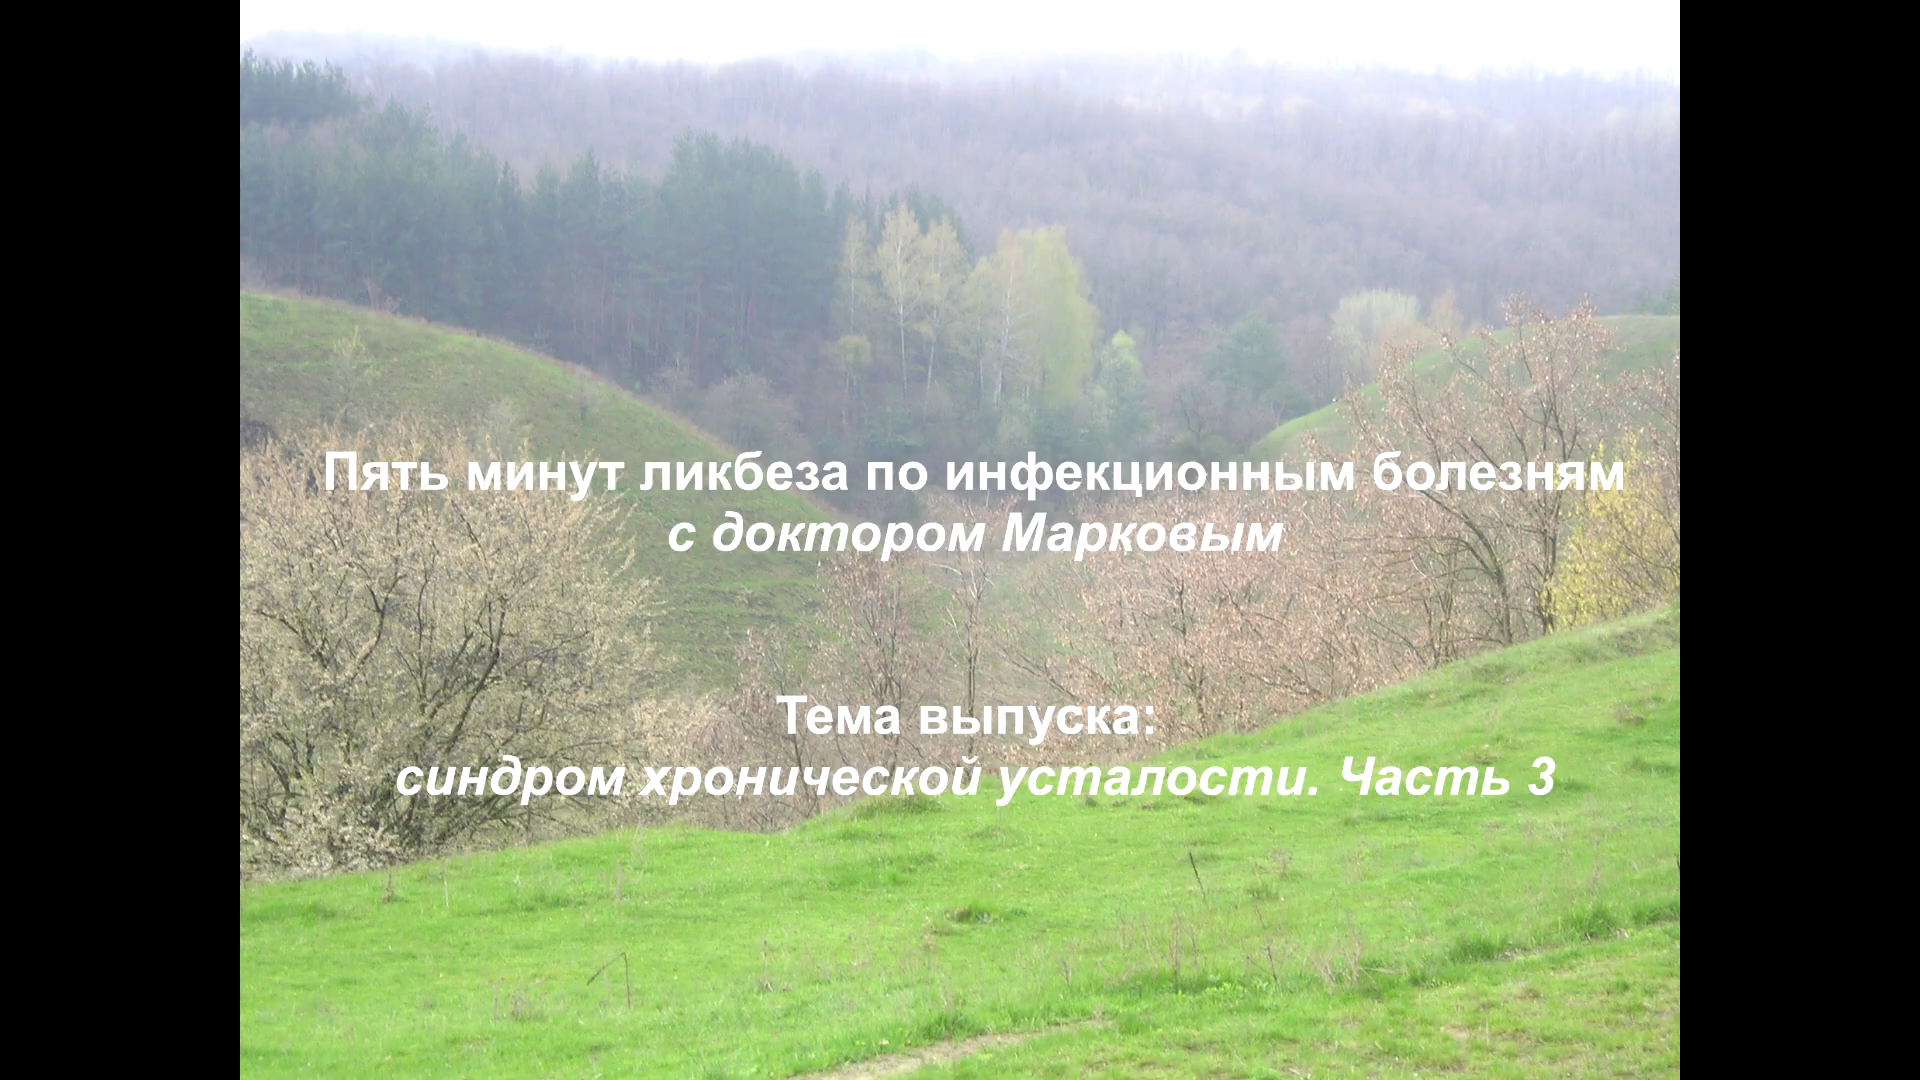 Пять минут ликбеза по инфекционным болезням
с доктором Марковым
Тема выпуска:
синдром хронической усталости. Часть 3